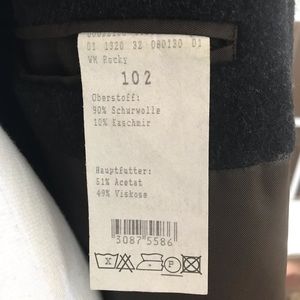 01 1320 32 080130 01
WM Rocky
102
Oberstoff:
90% Schurwolle
10% Kaschmir
Hauptfutter:
51% Acetat
49% Viskose
3087 5586
P